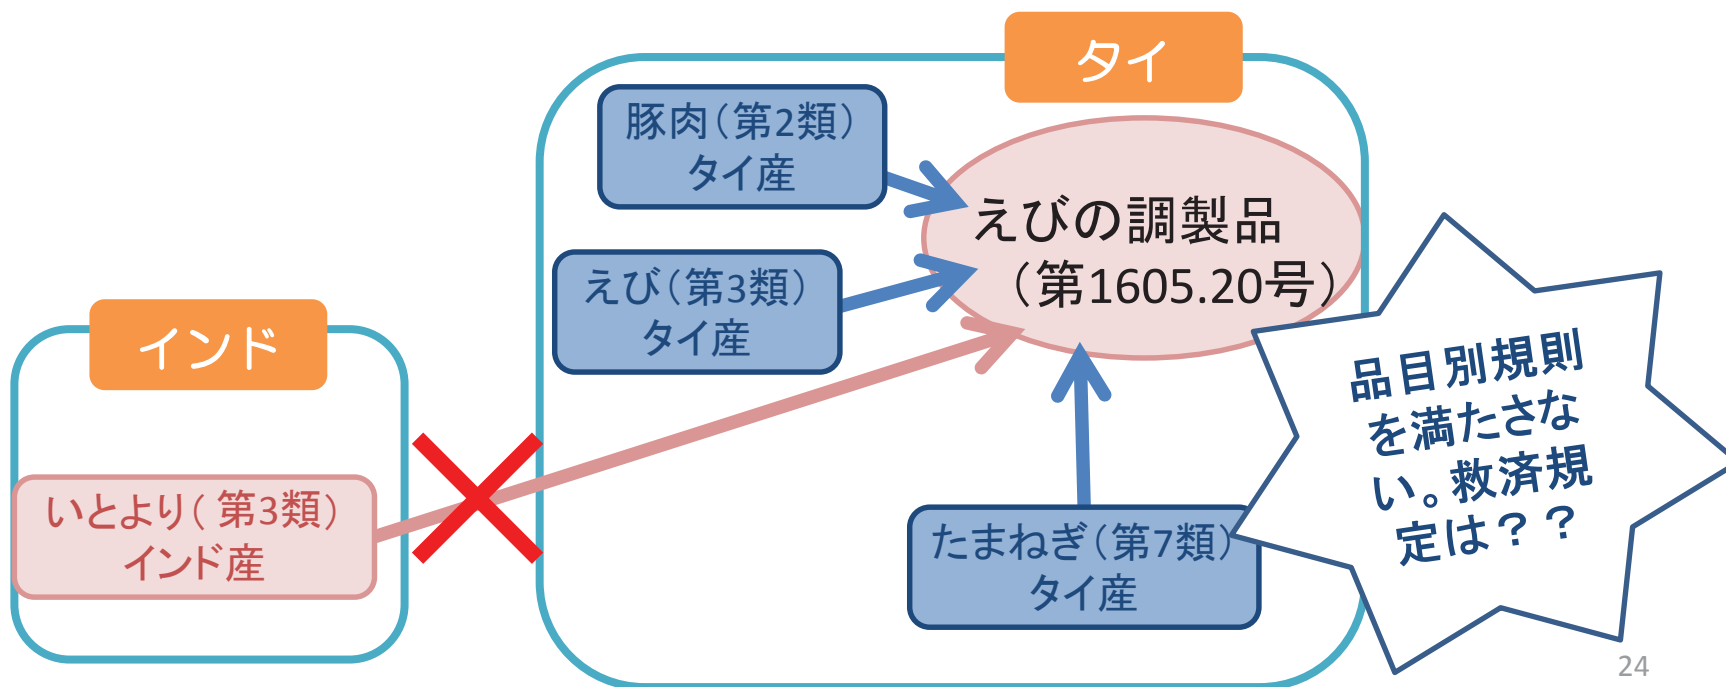 タイ
豚肉（第2類）
タイ産
えびの調製品
（第1605.20号）
えび（第3類）
タイ産
インド
いとより（ 第3類）
インド産
たまねぎ（第7類）
タイ産
品目別規則
を満たさな
い。救済規
定は？？
24